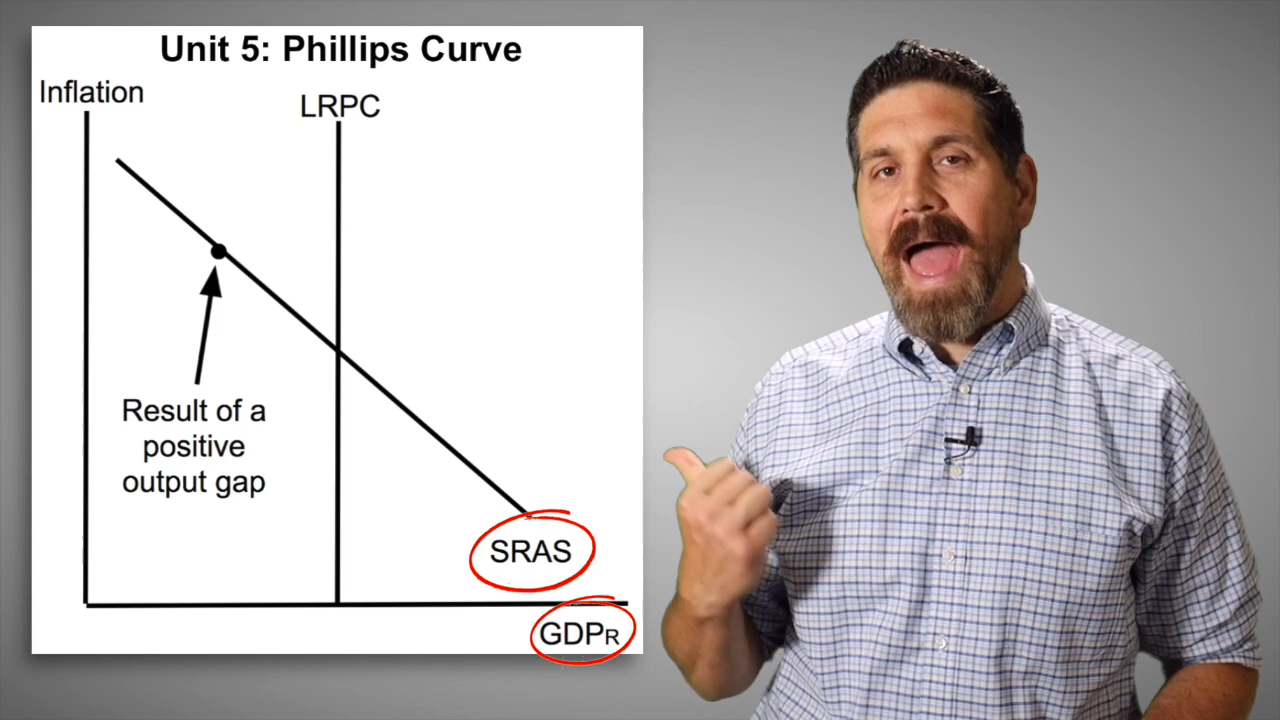 Unit 5: Phillips Curve
Inflation
LRPC
Result of a
positive
output gap
SRAS
GDPR